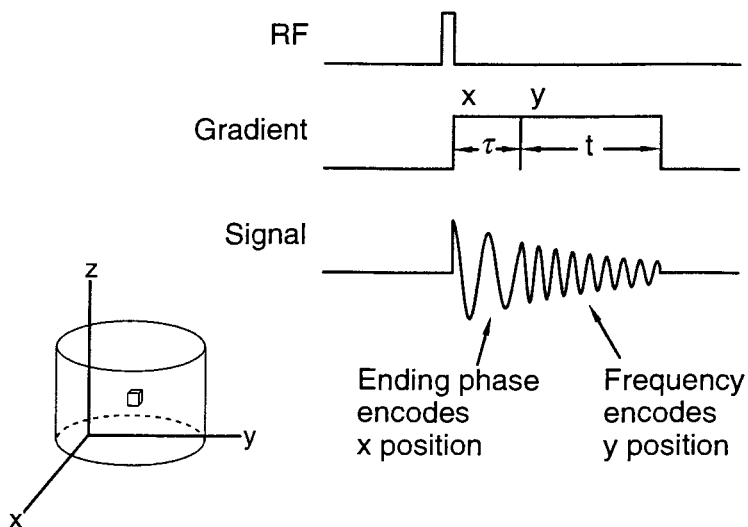 RF
x y
Gradient
τ t
Signal
z
y
x
Ending phase
encodes
x position
Frequency
encodes
y position